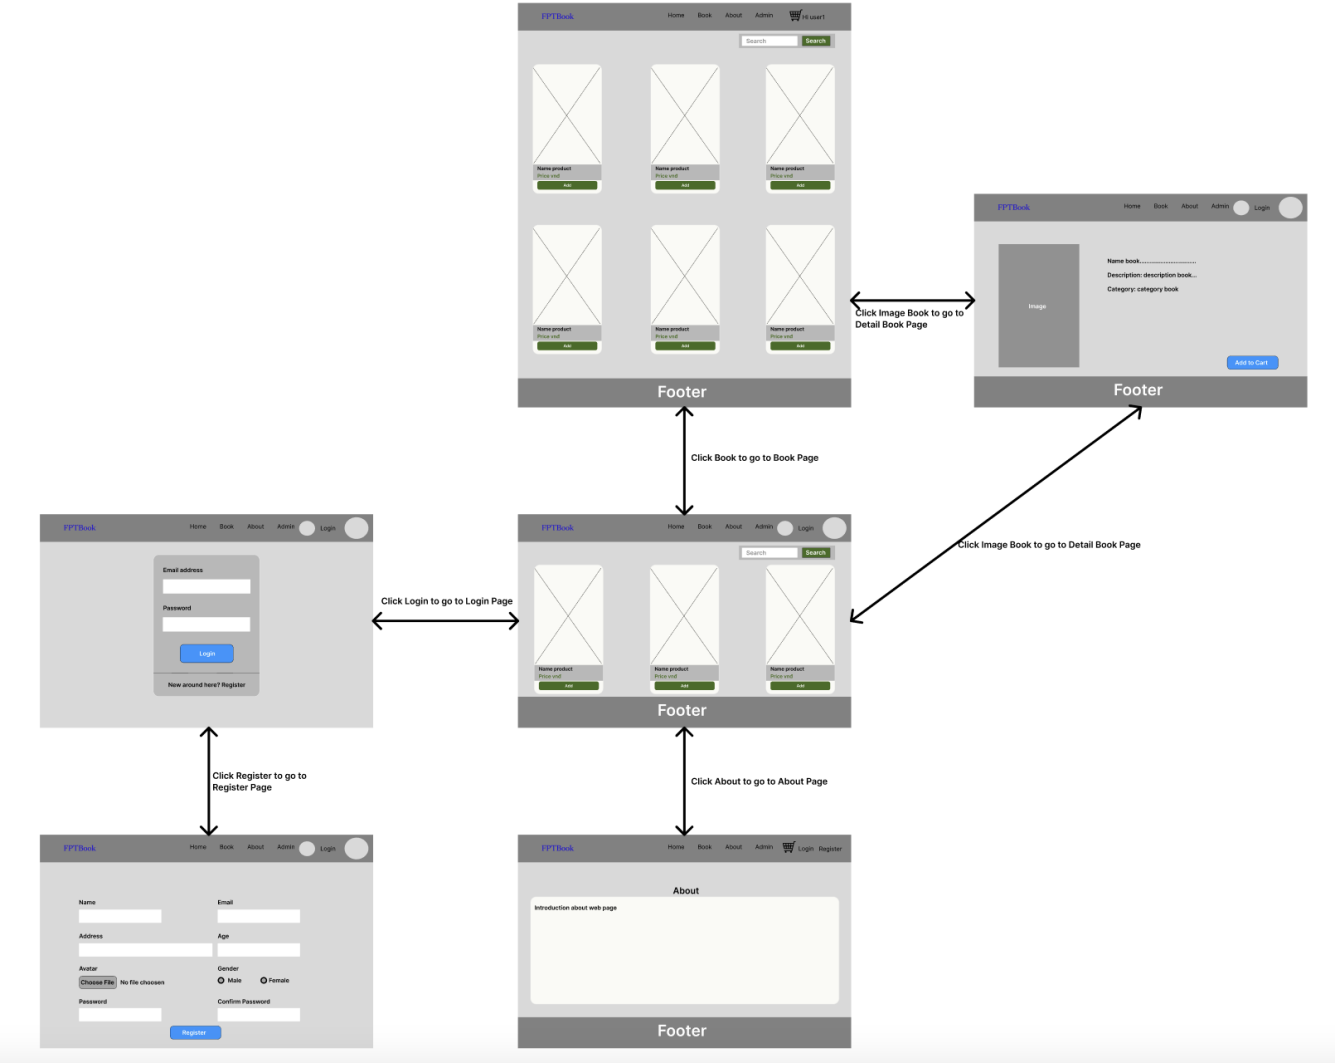 FPTBook Home Book About Admin Hi user1
Search Search
Name product Name product Name product
Price vnd Price vnd Price vnd
Add Add Add
Name product Name product Name product
Price vnd Price vnd Price vnd
Add Add Add
Footer
Click Image Book to go to
Detail Book Page
FPTBook Home Book About Admin Login
Image
Name book..............................
Description: description book...
Category: category book
Add to Cart
Footer
Click Book to go to Book Page
Click Image Book to go to Detail Book Page
FPTBook Home Book About Admin Login
Email address
Password
Login
New around here? Register
Click Login to go to Login Page
FPTBook Home Book About Admin Login
Search Search
Name product Name product Name product
Price vnd Price vnd Price vnd
Add Add Add
Footer
Click Register to go to
Register Page
Click About to go to About Page
FPTBook Home Book About Admin Login
Name Email
Address Age
Avatar Gender
Choose File No file choosen Male Female
Password Confirm Password
Register
FPTBook Home Book About Admin Login Register
About
Introduction about web page
Footer